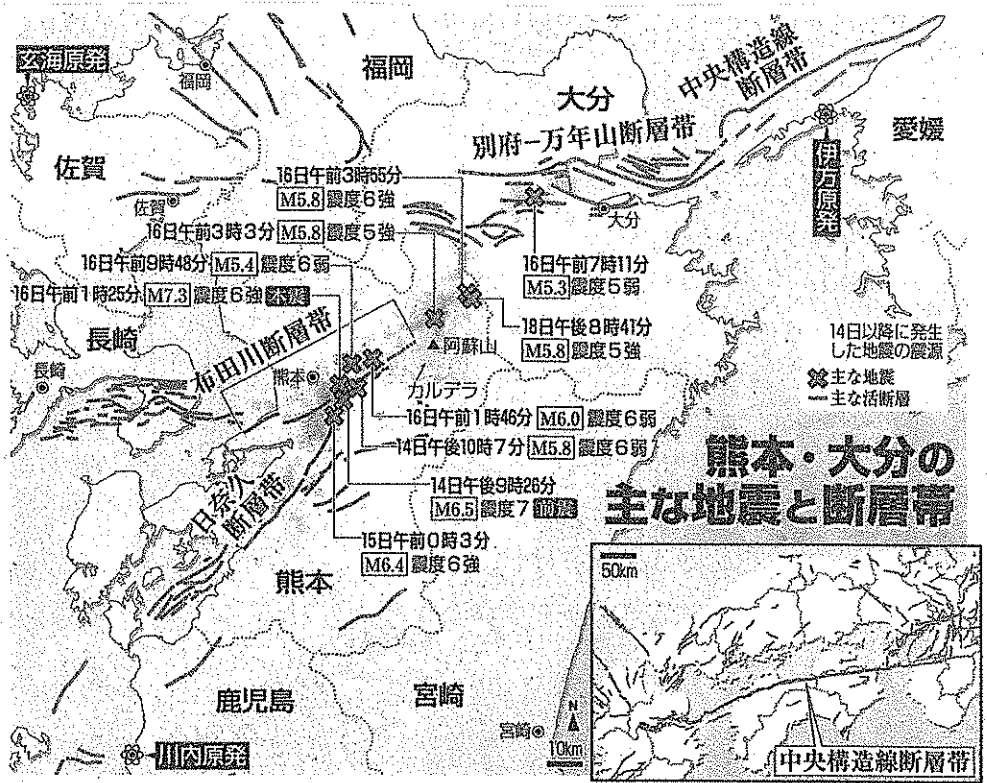 玄海原発
福岡
福岡
大分
中央構造線
断層帯
愛媛
別府―万年山断層帯
佐賀
佐賀
大分
伊方原発
16日午前3時55分
M5.8 震度6強
16日午前3時3分 M5.8 震度5強
16日午前9時48分 M5.4 震度6弱
16日午前1時25分 M7.3 震度6強 本震
16日午前7時11分
M5.3 震度5弱
18日午後8時41分
M5.8 震度5強
14日以降に発生
した地震の震源
主な地震
主な活断層
長崎
長崎
布田川断層帯
熊本
阿蘇山
カルデラ
16日午前1時46分 M6.0 震度6弱
14日午後10時7分 M5.8 震度6弱
14日午後9時26分
M6.5 震度7 前震
15日午前0時3分
M6.4 震度6強
日奈久
断層帯
熊本
熊本・大分の
主な地震と断層帯
鹿児島
宮崎
宮崎
川内原発
N
10km
50km
中央構造線断層帯